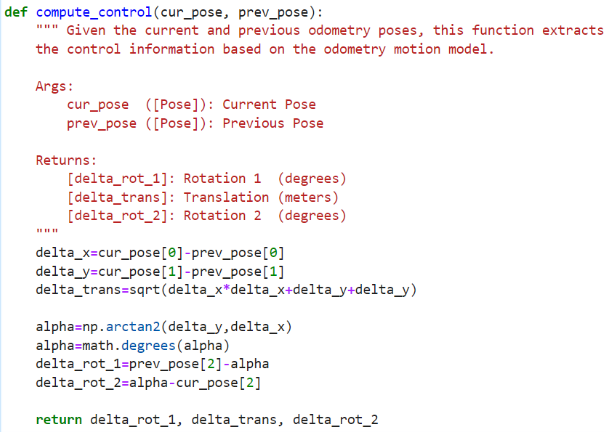 def compute_control(cur_pose, prev_pose):
    """ Given the current and previous odometry poses, this function extracts
    the control information based on the odometry motion model.

    Args:
        cur_pose  ([Pose]): Current Pose
        prev_pose ([Pose]): Previous Pose

    Returns:
        [delta_rot_1]: Rotation 1  (degrees)
        [delta_trans]: Translation (meters)
        [delta_rot_2]: Rotation 2  (degrees)
    """
    delta_x=cur_pose[0]-prev_pose[0]
    delta_y=cur_pose[1]-prev_pose[1]
    delta_trans=sqrt(delta_x*delta_x+delta_y+delta_y)

    alpha=np.arctan2(delta_y,delta_x)
    alpha=math.degrees(alpha)
    delta_rot_1=prev_pose[2]-alpha
    delta_rot_2=alpha-cur_pose[2]

    return delta_rot_1, delta_trans, delta_rot_2